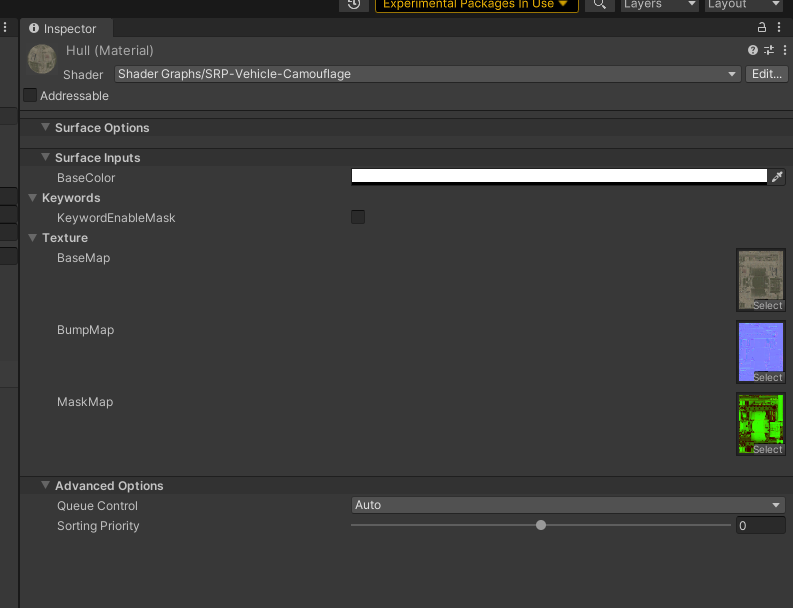 Experimental Packages In Use
Layers
Layout
Inspector
Hull (Material)
Shader
Shader Graphs/SRP-Vehicle-Camouflage
Edit...
Addressable
Surface Options
Surface Inputs
BaseColor
Keywords
KeywordEnableMask
Texture
BaseMap
Select
BumpMap
Select
MaskMap
Select
Advanced Options
Queue Control
Auto
Sorting Priority
0